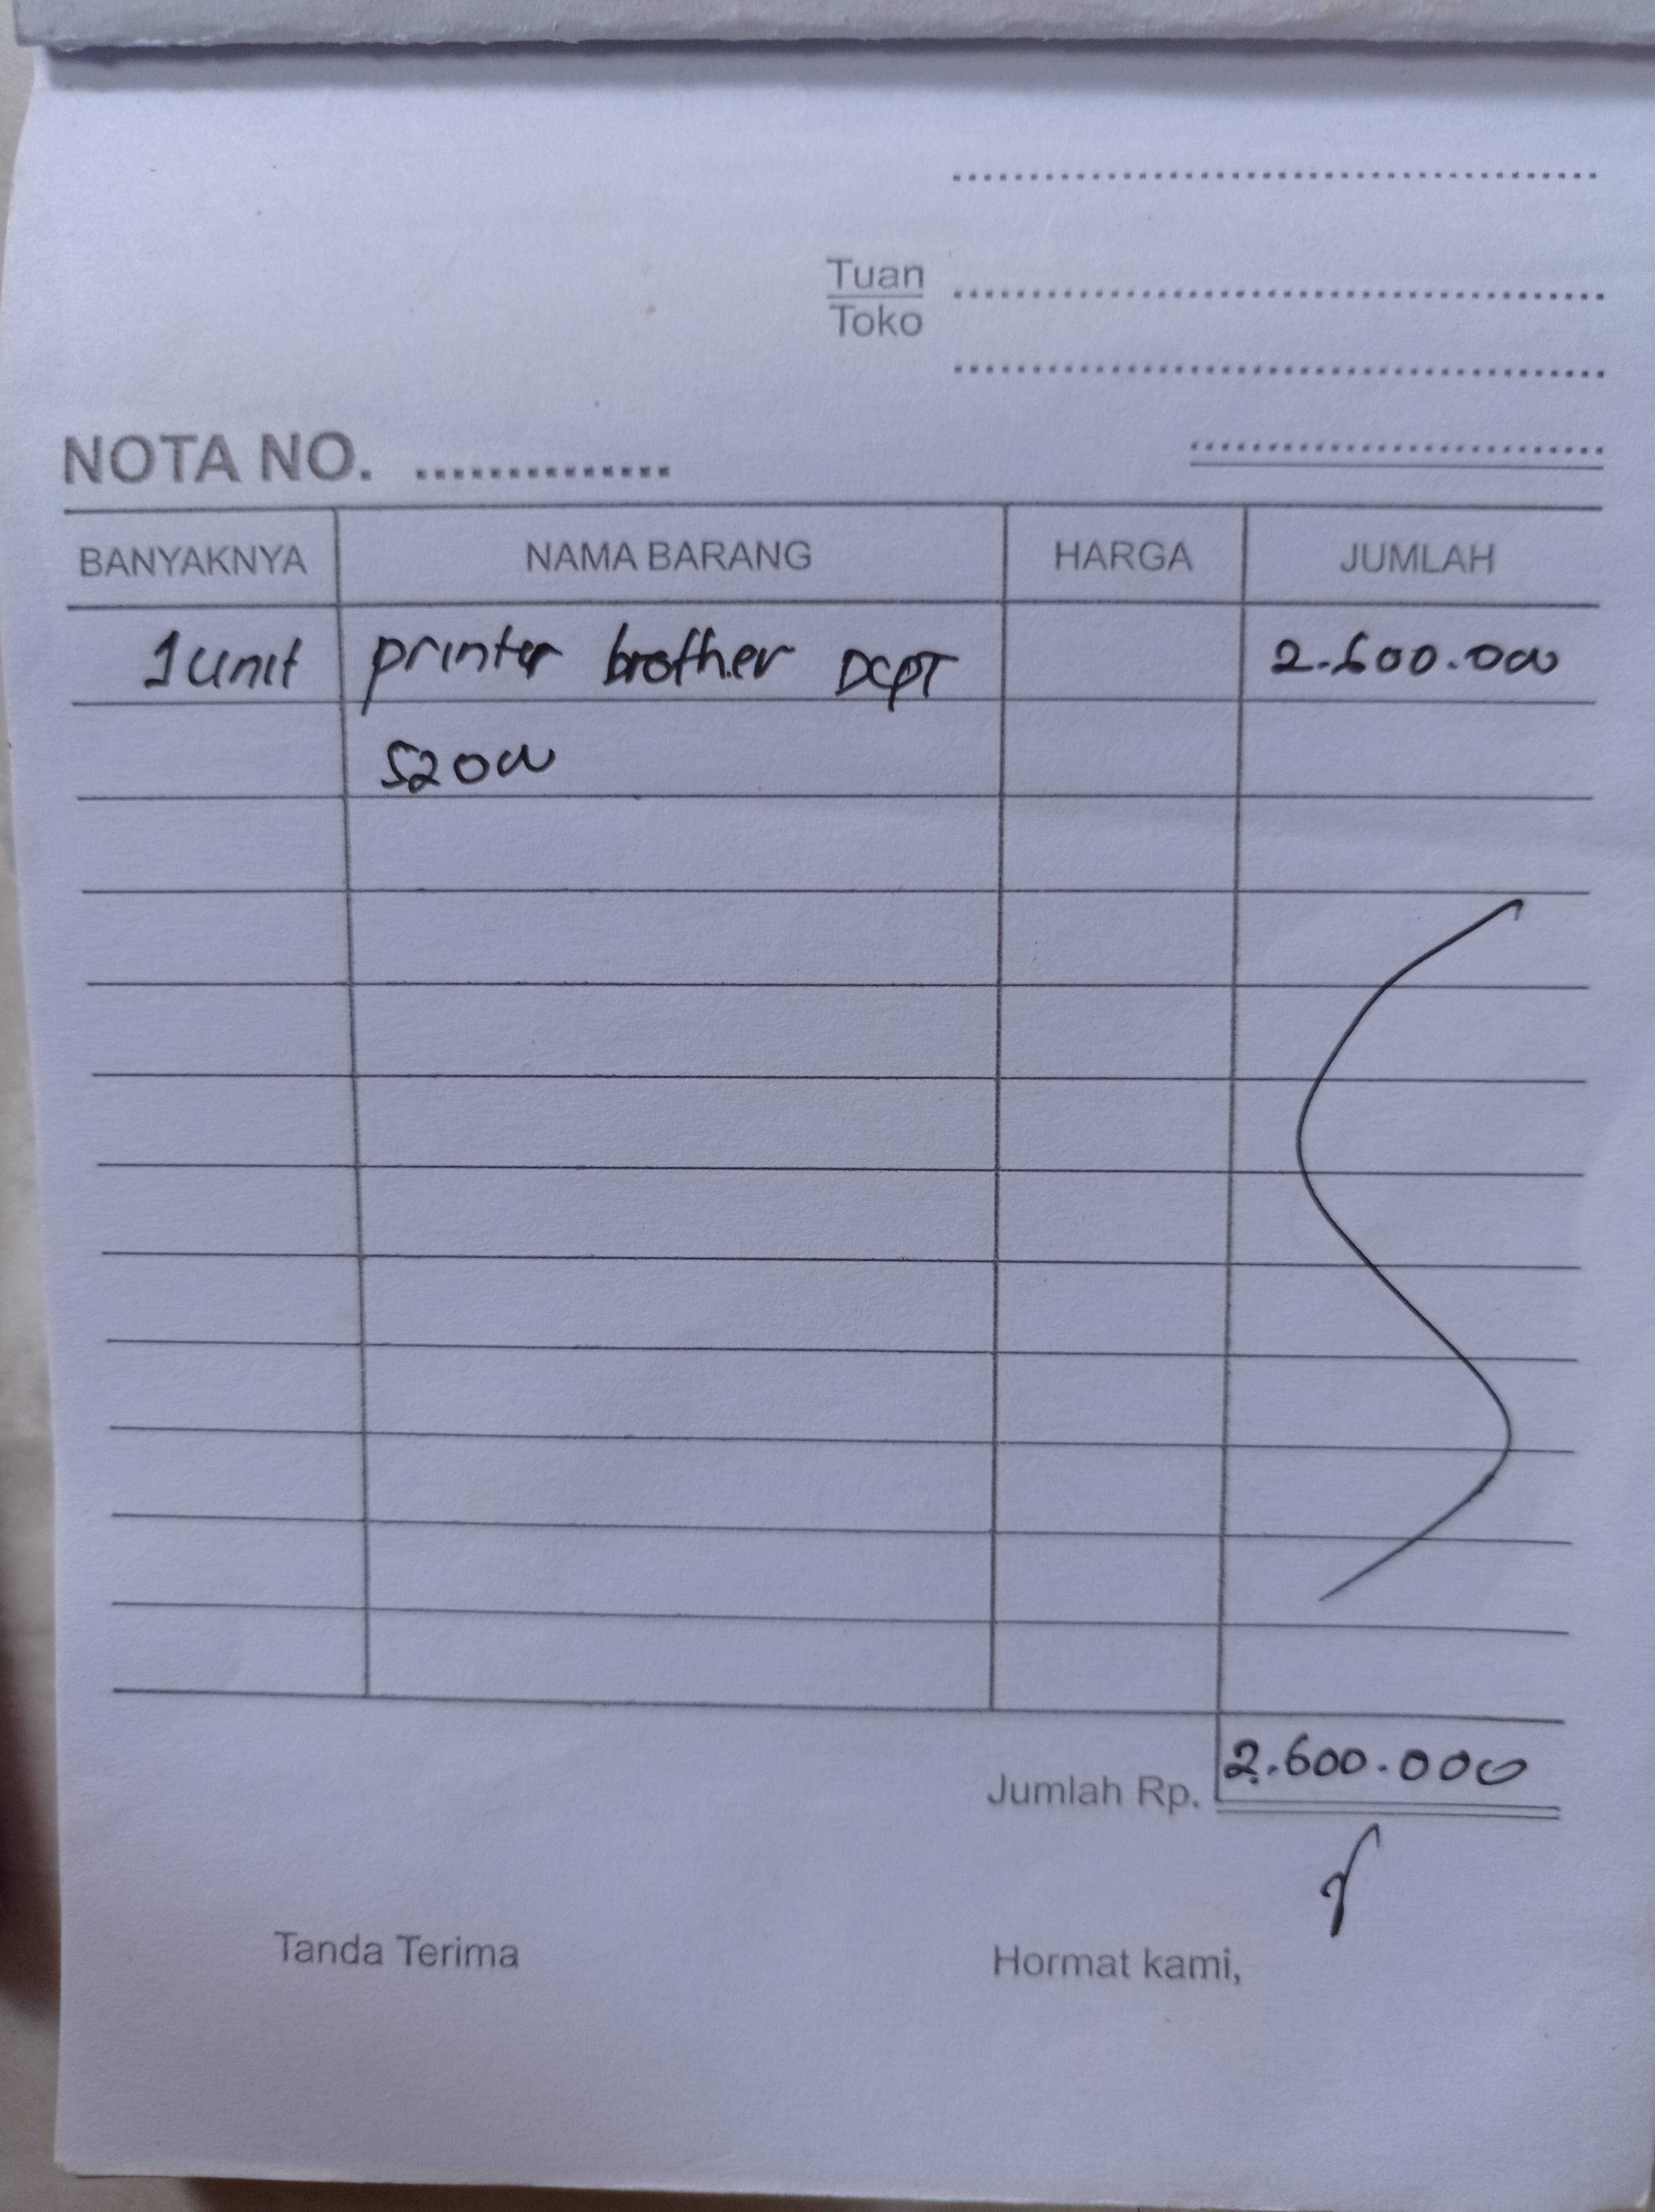 Tuan
Toko
NOTA NO. ..............
BANYAKNYA NAMA BARANG HARGA JUMLAH
1 unit printer brother DCPT 2.600.000
520W
Jumlah Rp. 2.600.000
Tanda Terima Hormat kami,